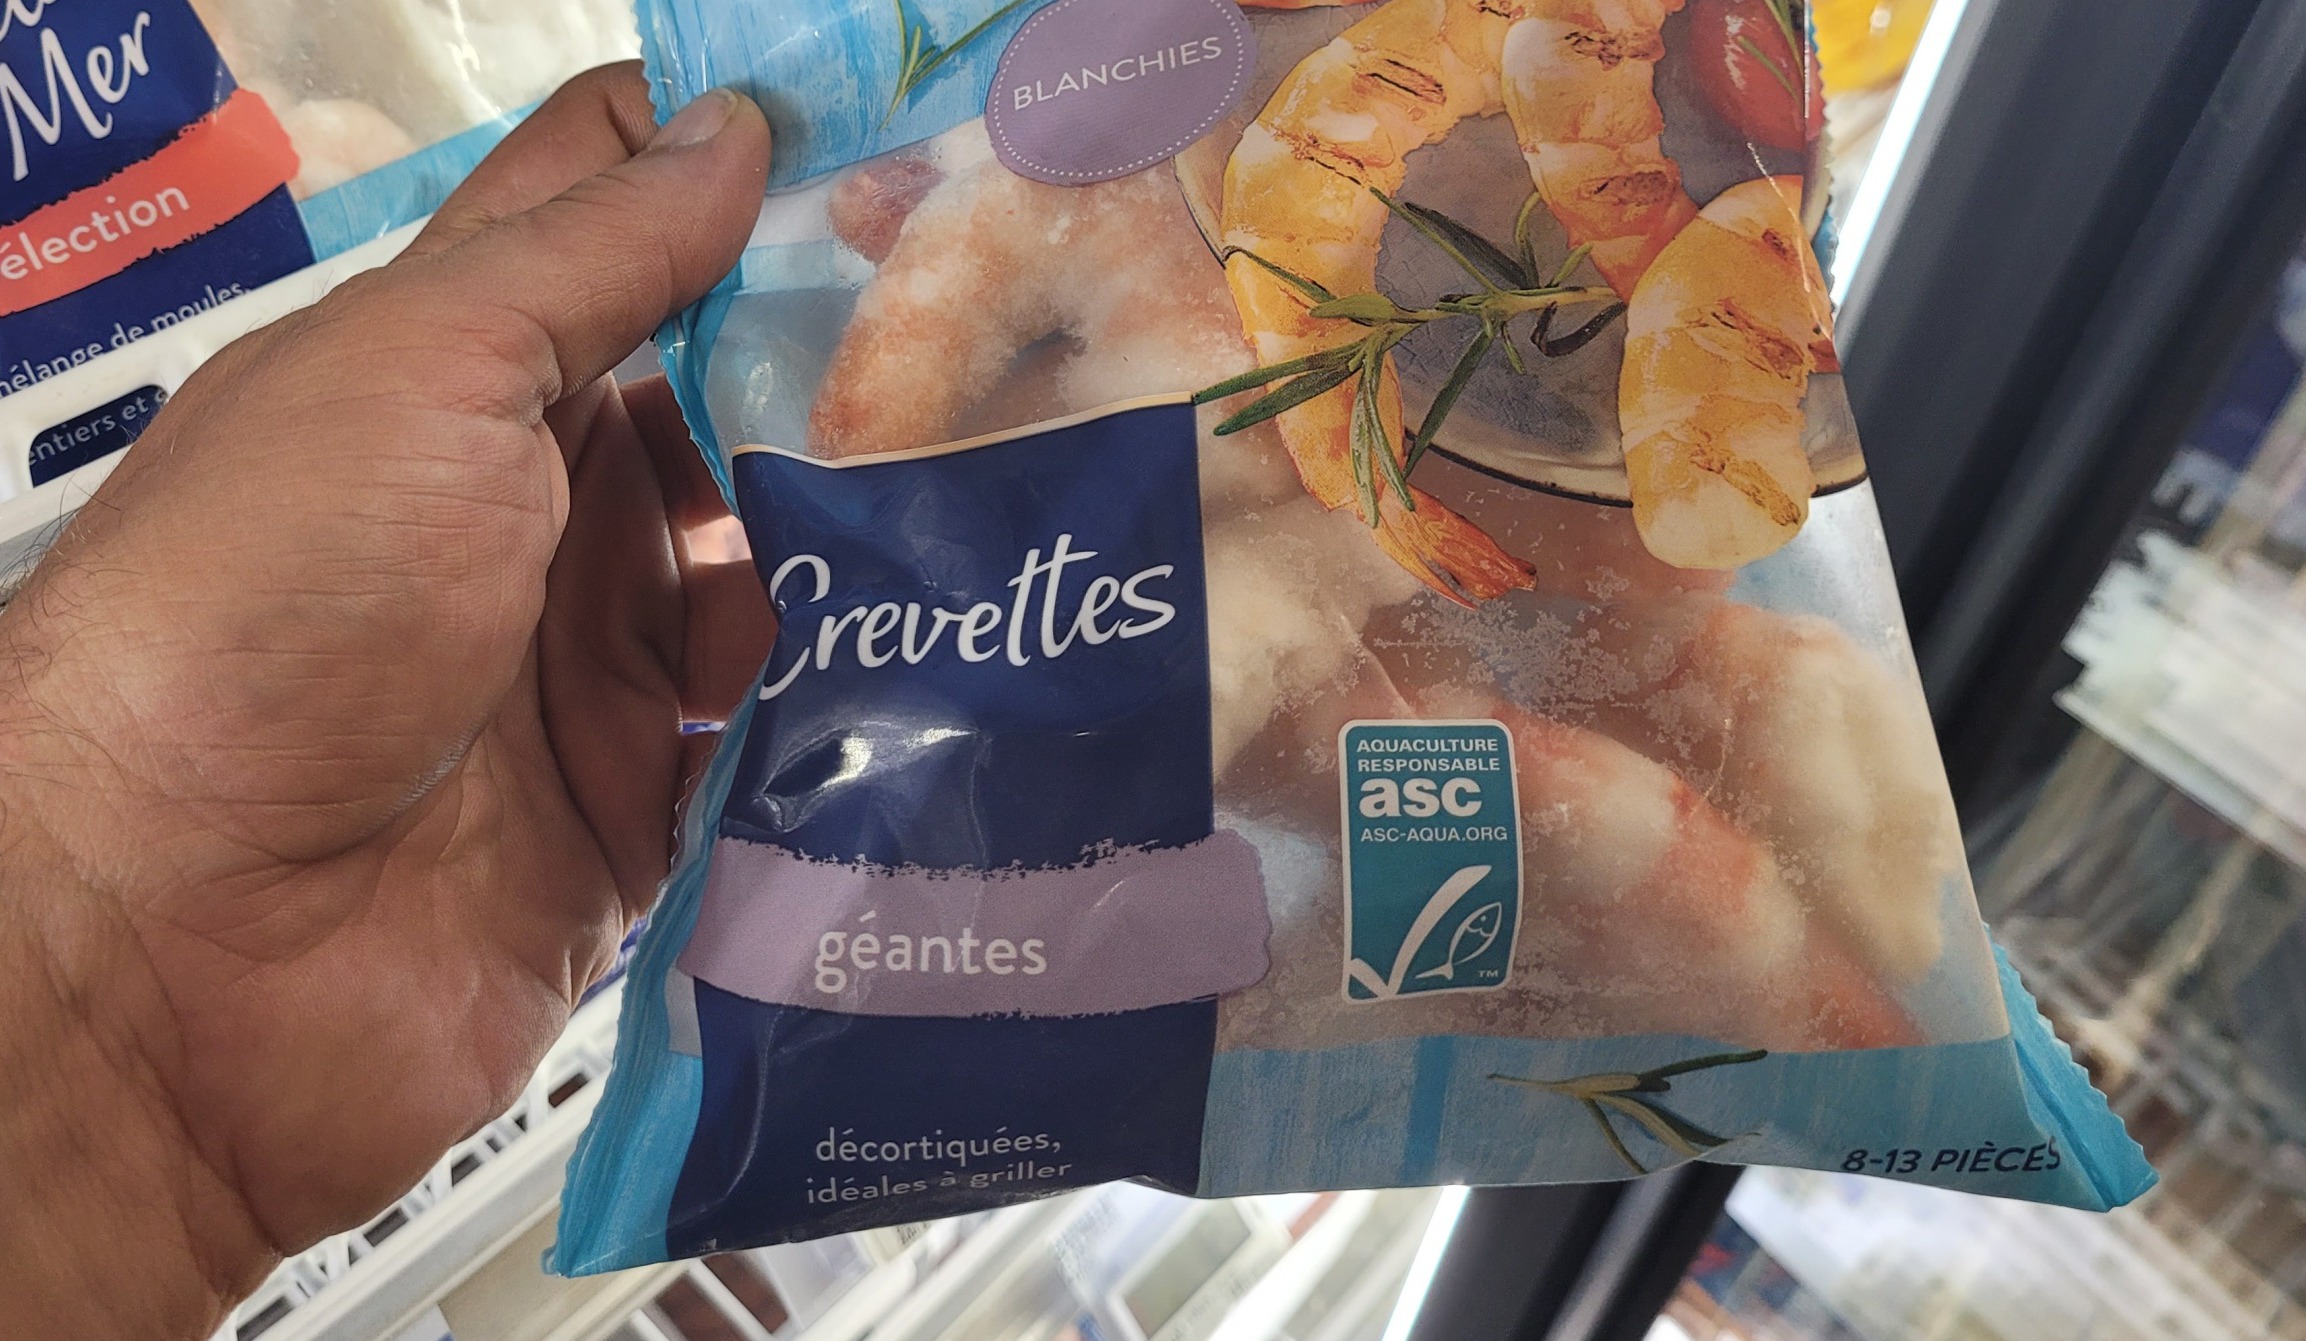 Mer
élection
mélange de moules,
entiers et
BLANCHIES
Crevettes
géantes
décortiquées,
idéales à griller
AQUACULTURE
RESPONSABLE
asc
ASC-AQUA.ORG
TM
8-13 PIÈCES